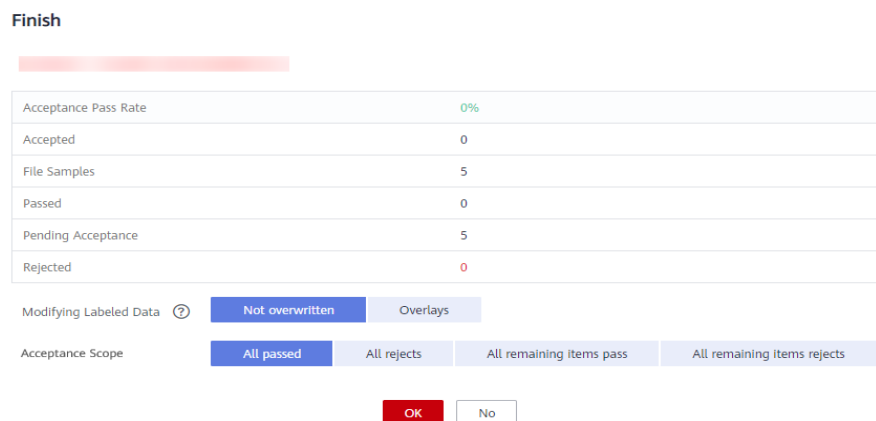 Finish
Acceptance Pass Rate 0%
Accepted 0
File Samples 5
Passed 0
Pending Acceptance 5
Rejected 0
Modifying Labeled Data ? Not overwritten Overlays
Acceptance Scope All passed All rejects All remaining items pass All remaining items rejects
OK No